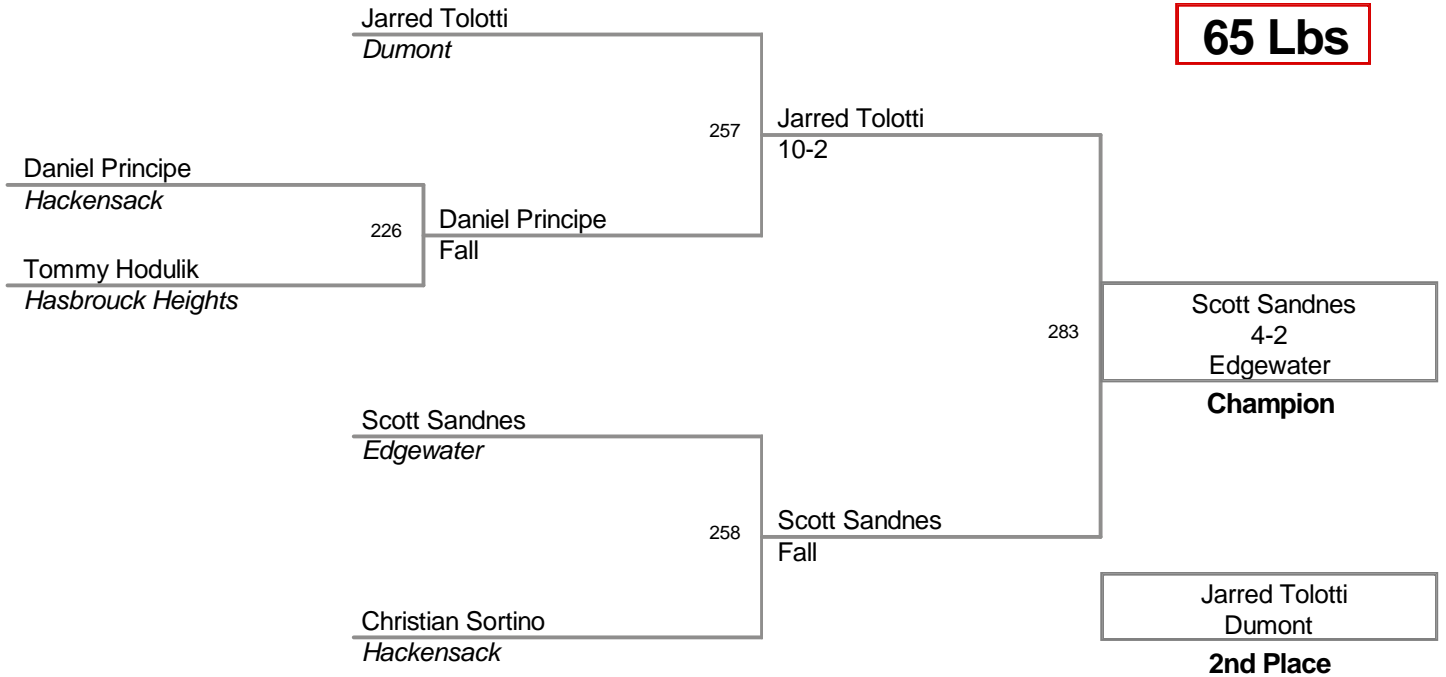 Jarred Tolotti
Dumont
65 Lbs
257
Jarred Tolotti
10-2
Daniel Principe
Hackensack
226
Daniel Principe
Fall
Tommy Hodulik
Hasbrouck Heights
283
Scott Sandnes
4-2
Edgewater
Champion
Scott Sandnes
Edgewater
258
Scott Sandnes
Fall
Christian Sortino
Hackensack
Jarred Tolotti
Dumont
2nd Place